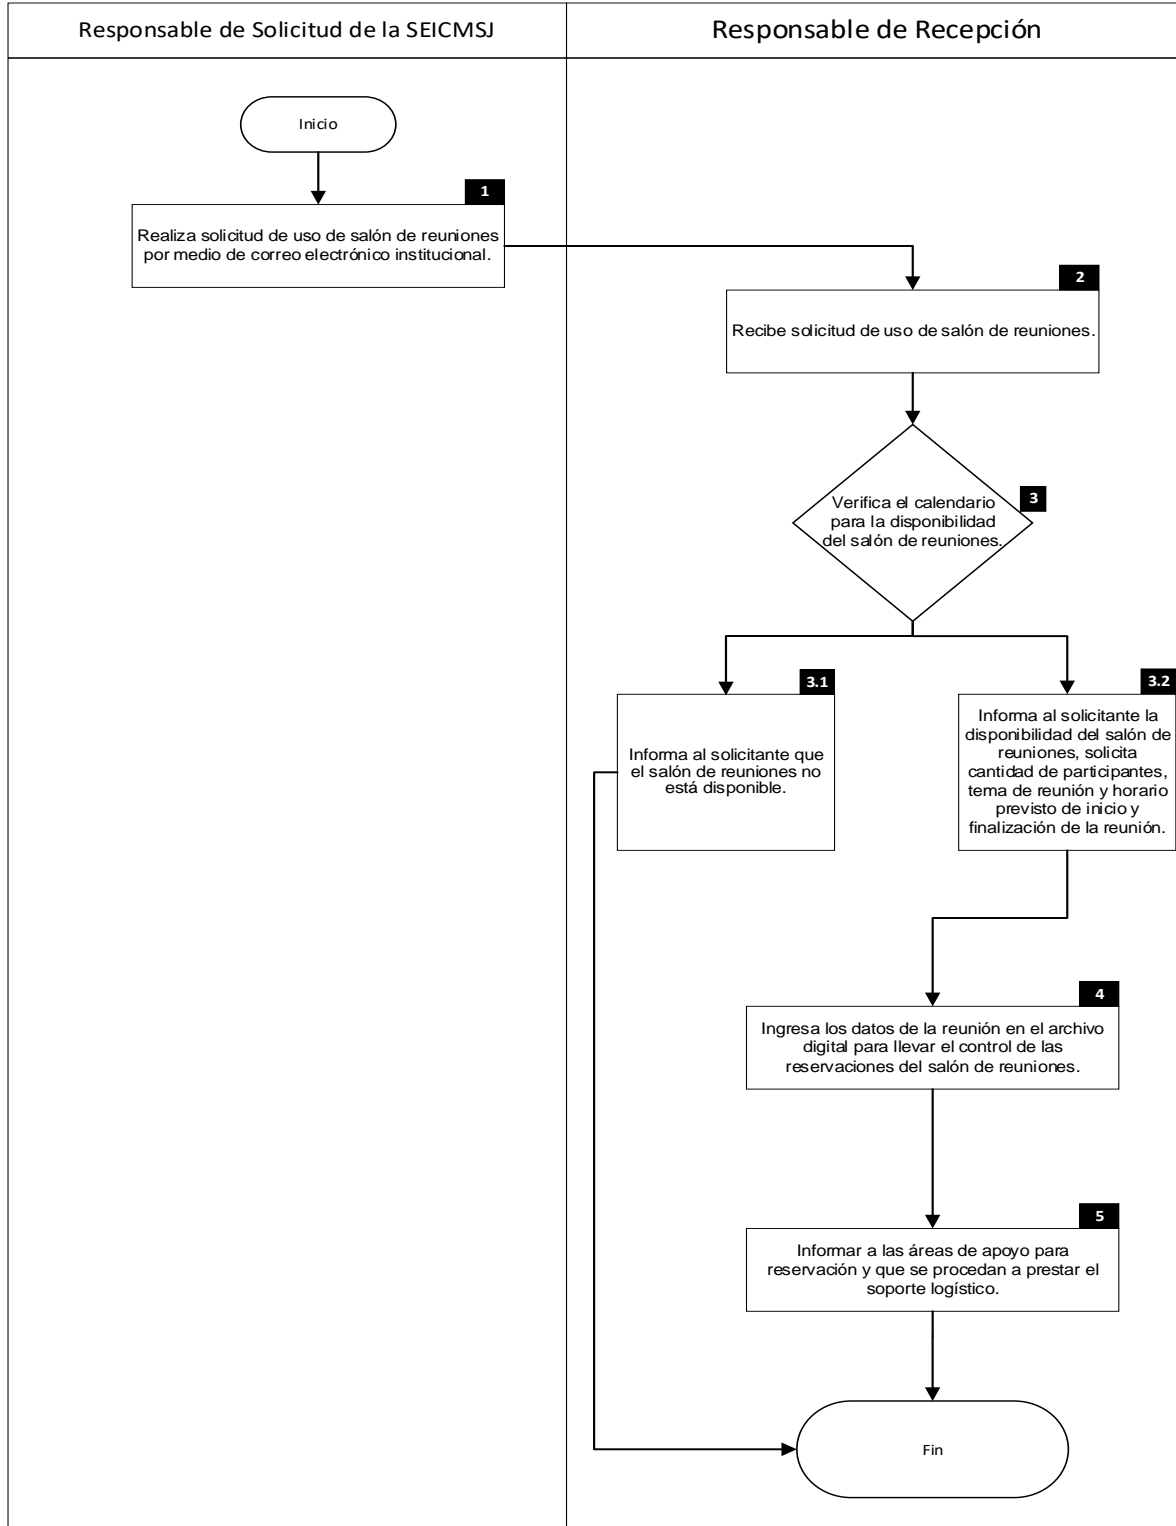 Responsable de Solicitud de la SEICMSJ
Responsable de Recepción
Inicio
1
Realiza solicitud de uso de salón de reuniones
por medio de correo electrónico institucional.
2
Recibe solicitud de uso de salón de reuniones.
3
Verifica el calendario
para la disponibilidad
del salón de reuniones.
3.1
Informa al solicitante que
el salón de reuniones no
está disponible.
3.2
Informa al solicitante la
disponibilidad del salón de
reuniones, solicita
cantidad de participantes,
tema de reunión y horario
previsto de inicio y
finalización de la reunión.
4
Ingresa los datos de la reunión en el archivo
digital para llevar el control de las
reservaciones del salón de reuniones.
5
Informar a las áreas de apoyo para
reservación y que se procedan a prestar el
soporte logístico.
Fin